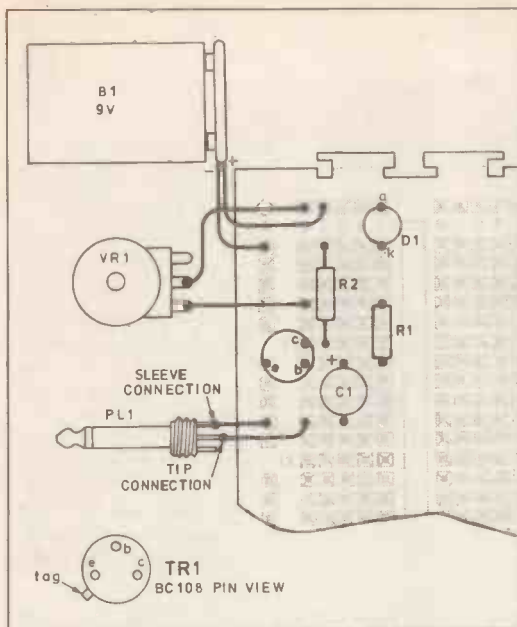 B1
9V
+
a
D1
k
VR1
R2
R1
c
e
b
+
C1
SLEEVE
CONNECTION
PL1
TIP
CONNECTION
b
e
c
tag
TR1
BC108 PIN VIEW